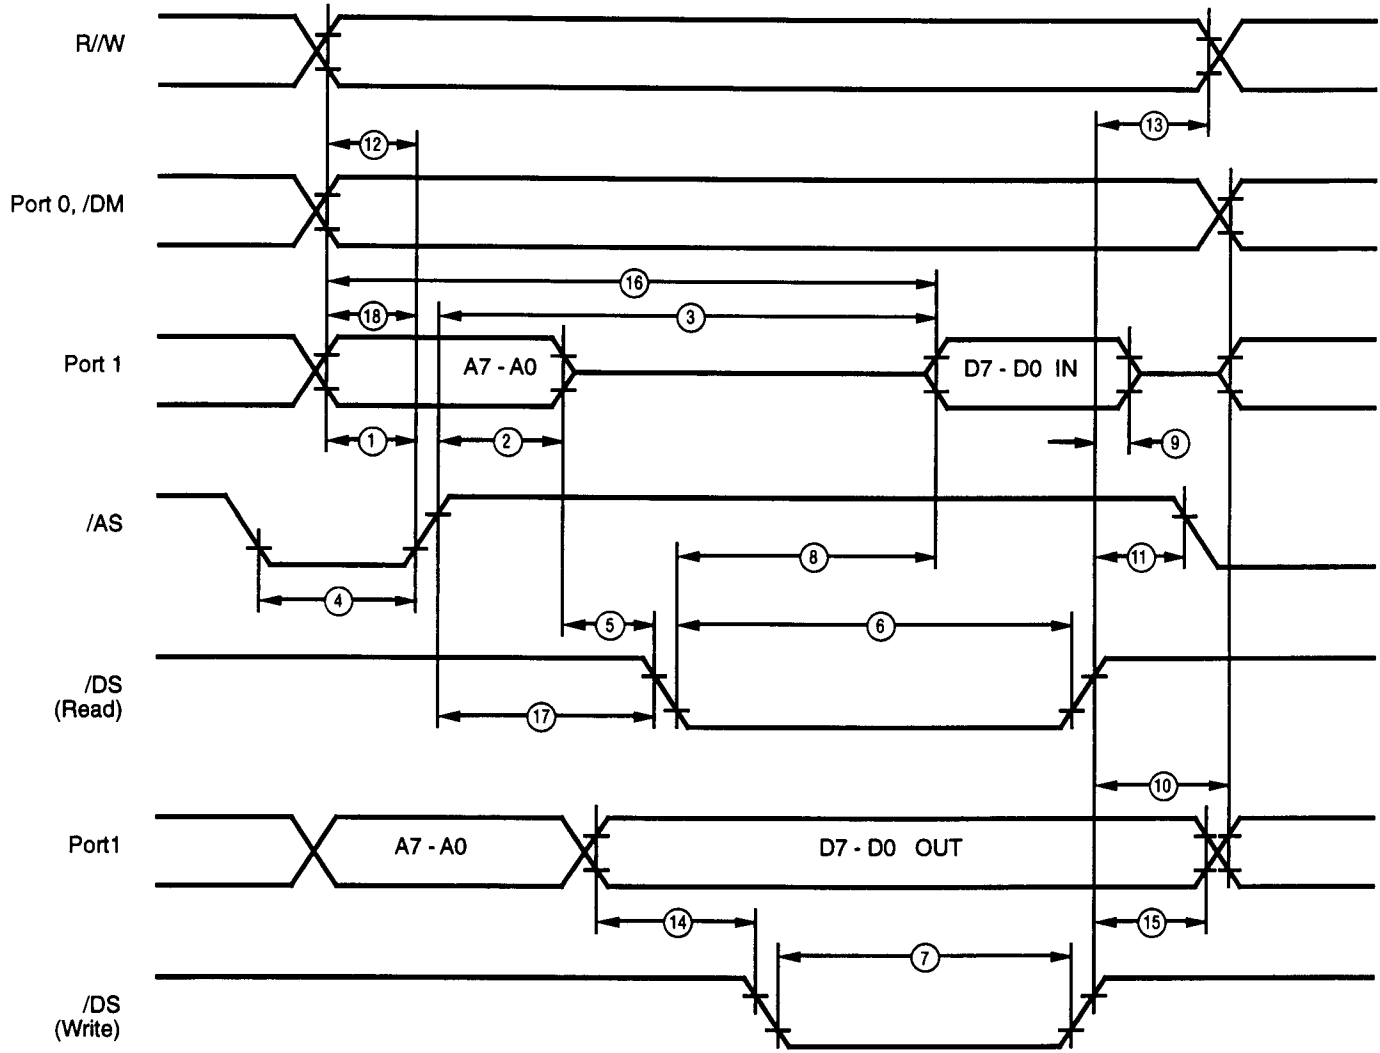 R//W
13
12
Port 0, /DM
16
18
3
Port 1
A7 - A0
D7 - D0 IN
1
2
9
/AS
8
11
4
5
6
/DS
(Read)
17
10
Port1
A7 - A0
D7 - D0 OUT
14
15
7
/DS
(Write)